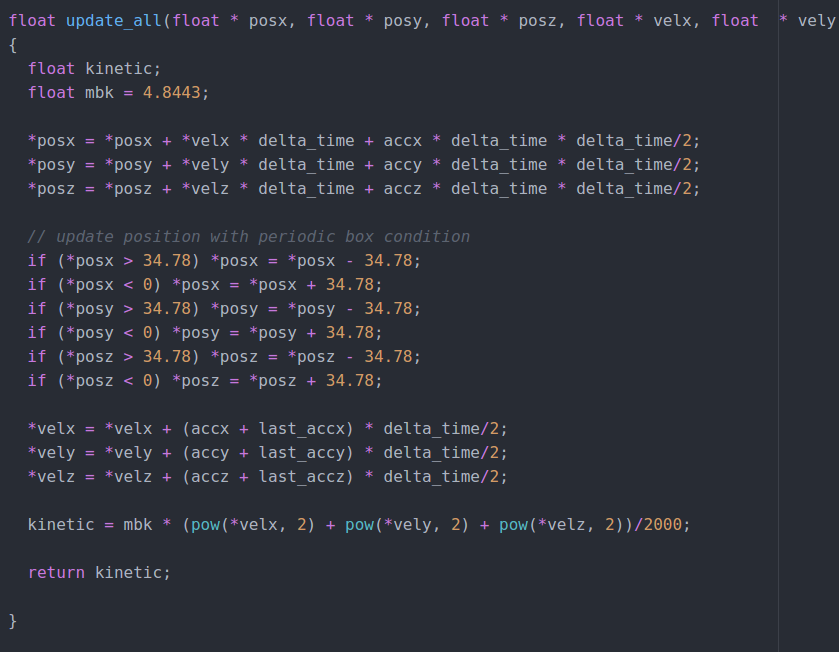 float update_all(float * posx, float * posy, float * posz, float * velx, float  * vely
{
  float kinetic;
  float mbk = 4.8443;

  *posx = *posx + *velx * delta_time + accx * delta_time * delta_time/2;
  *posy = *posy + *vely * delta_time + accy * delta_time * delta_time/2;
  *posz = *posz + *velz * delta_time + accz * delta_time * delta_time/2;

  // update position with periodic box condition
  if (*posx > 34.78) *posx = *posx - 34.78;
  if (*posx < 0) *posx = *posx + 34.78;
  if (*posy > 34.78) *posy = *posy - 34.78;
  if (*posy < 0) *posy = *posy + 34.78;
  if (*posz > 34.78) *posz = *posz - 34.78;
  if (*posz < 0) *posz = *posz + 34.78;

  *velx = *velx + (accx + last_accx) * delta_time/2;
  *vely = *vely + (accy + last_accy) * delta_time/2;
  *velz = *velz + (accz + last_accz) * delta_time/2;

  kinetic = mbk * (pow(*velx, 2) + pow(*vely, 2) + pow(*velz, 2))/2000;

  return kinetic;

}